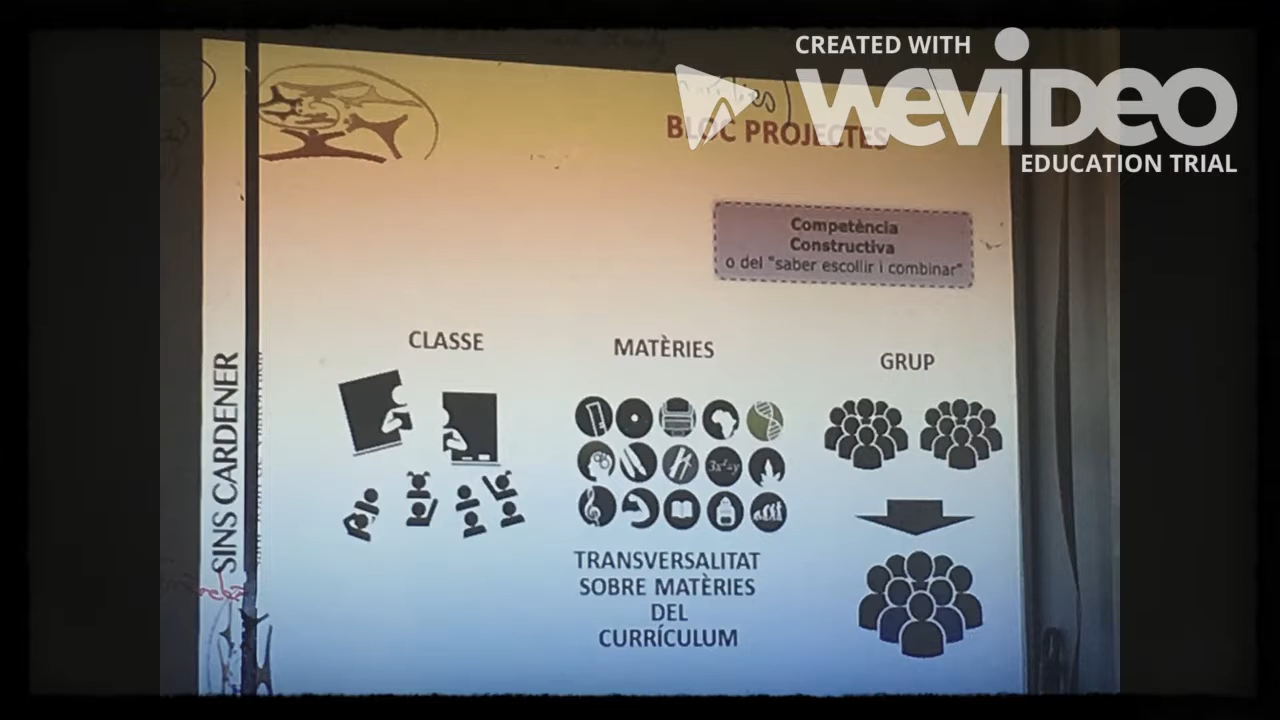 CREATED WITH
WEVIDEO
EDUCATION TRIAL
BLOC PROJECTES
Competència
Constructiva
o del "saber escollir i combinar"
CLASSE
MATÈRIES
GRUP
3x²=y
TRANSVERSALITAT
SOBRE MATÈRIES
DEL
CURRÍCULUM
SINS CARDENER